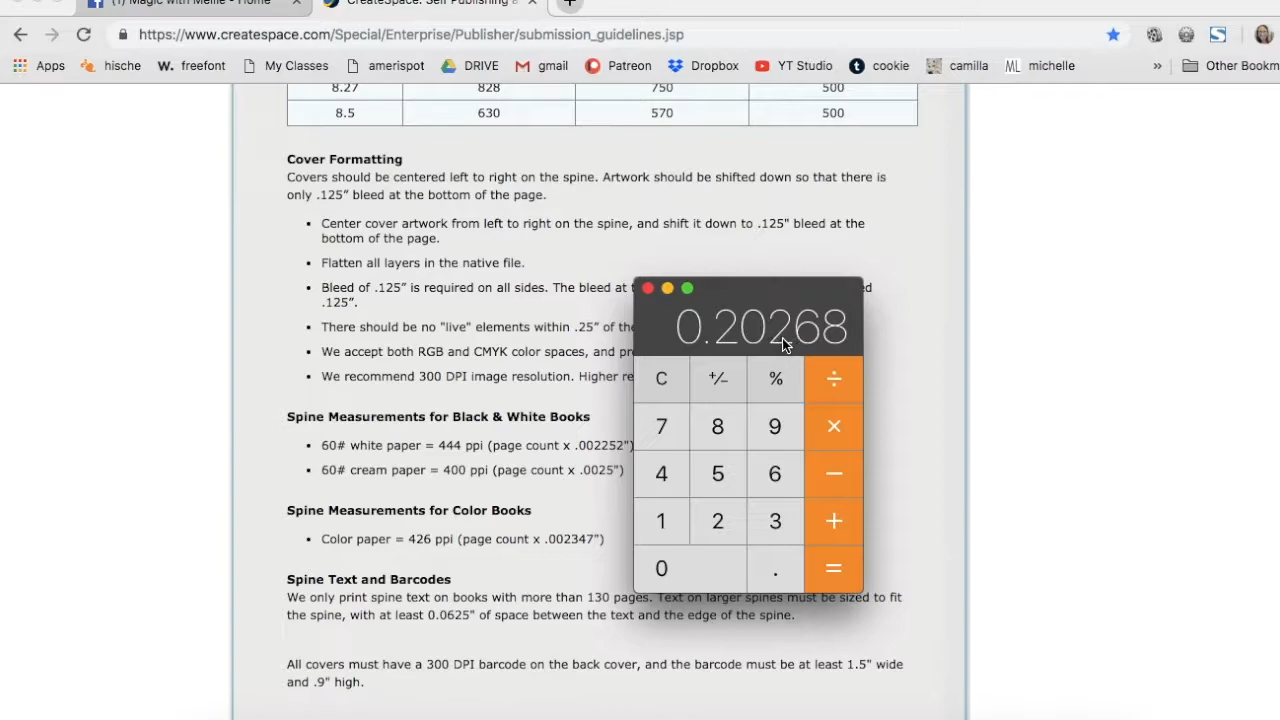 (1) Magic with Mellie - Home
CreateSpace: Self Publishing a
https://www.createspace.com/Special/Enterprise/Publisher/submission_guidelines.jsp
Apps hische W. freefont My Classes amerispot DRIVE gmail Patreon Dropbox YT Studio t cookie camilla ML michelle » Other Bookm
8.27 828 750 500
8.5 630 570 500
Cover Formatting
Covers should be centered left to right on the spine. Artwork should be shifted down so that there is
only .125” bleed at the bottom of the page.
• Center cover artwork from left to right on the spine, and shift it down to .125" bleed at the
bottom of the page.
• Flatten all layers in the native file.
• Bleed of .125” is required on all sides. The bleed at
.125”.
• There should be no "live" elements within .25” of the
• We accept both RGB and CMYK color spaces, and
• We recommend 300 DPI image resolution. Higher
Spine Measurements for Black & White Books
• 60# white paper = 444 ppi (page count x .002252")
• 60# cream paper = 400 ppi (page count x .0025")
Spine Measurements for Color Books
• Color paper = 426 ppi (page count x .002347")
Spine Text and Barcodes
We only print spine text on books with more than 130 pages. Text on larger spines must be sized to fit
the spine, with at least 0.0625" of space between the text and the edge of the spine.
All covers must have a 300 DPI barcode on the back cover, and the barcode must be at least 1.5" wide
and .9" high.
0.20268
C +/− % ÷
7 8 9 ×
4 5 6 −
1 2 3 +
0 . =